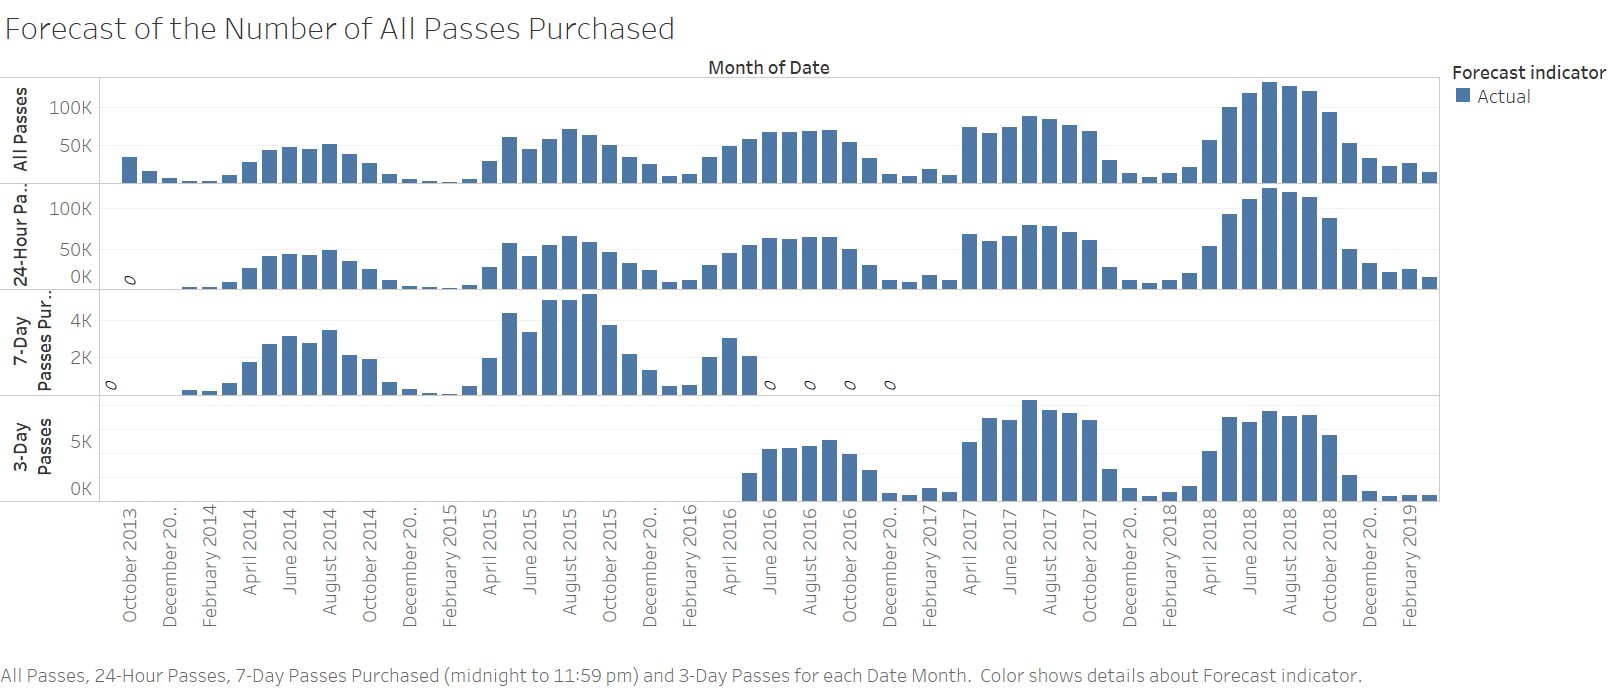 Forecast of the Number of All Passes Purchased
Month of Date
Forecast indicator
Actual
All Passes
100K
50K
24-Hour Pa..
100K
50K
0K
0
7-Day
Passes Pur..
4K
2K
0
0
0
0
0
3-Day
Passes
5K
0K
October 2013
December 20..
February 2014
April 2014
June 2014
August 2014
October 2014
December 20..
February 2015
April 2015
June 2015
August 2015
October 2015
December 20..
February 2016
April 2016
June 2016
August 2016
October 2016
December 20..
February 2017
April 2017
June 2017
August 2017
October 2017
December 20..
February 2018
April 2018
June 2018
August 2018
October 2018
December 20..
February 2019
All Passes, 24-Hour Passes, 7-Day Passes Purchased (midnight to 11:59 pm) and 3-Day Passes for each Date Month.  Color shows details about Forecast indicator.